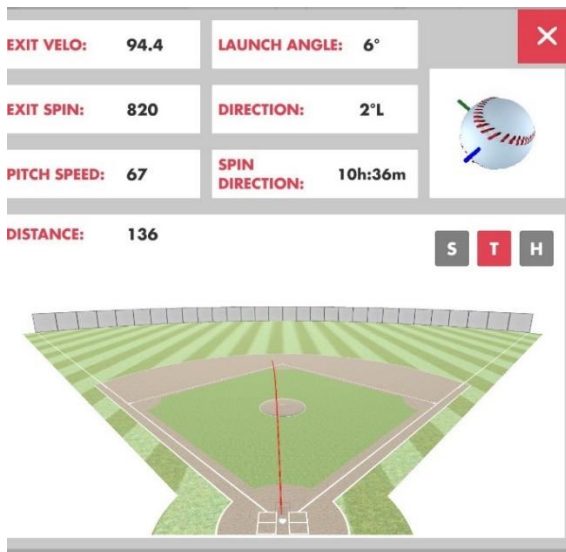 EXIT VELO: 94.4
LAUNCH ANGLE: 6°
EXIT SPIN: 820
DIRECTION: 2°L
PITCH SPEED: 67
SPIN
DIRECTION: 10h:36m
DISTANCE: 136
S T H